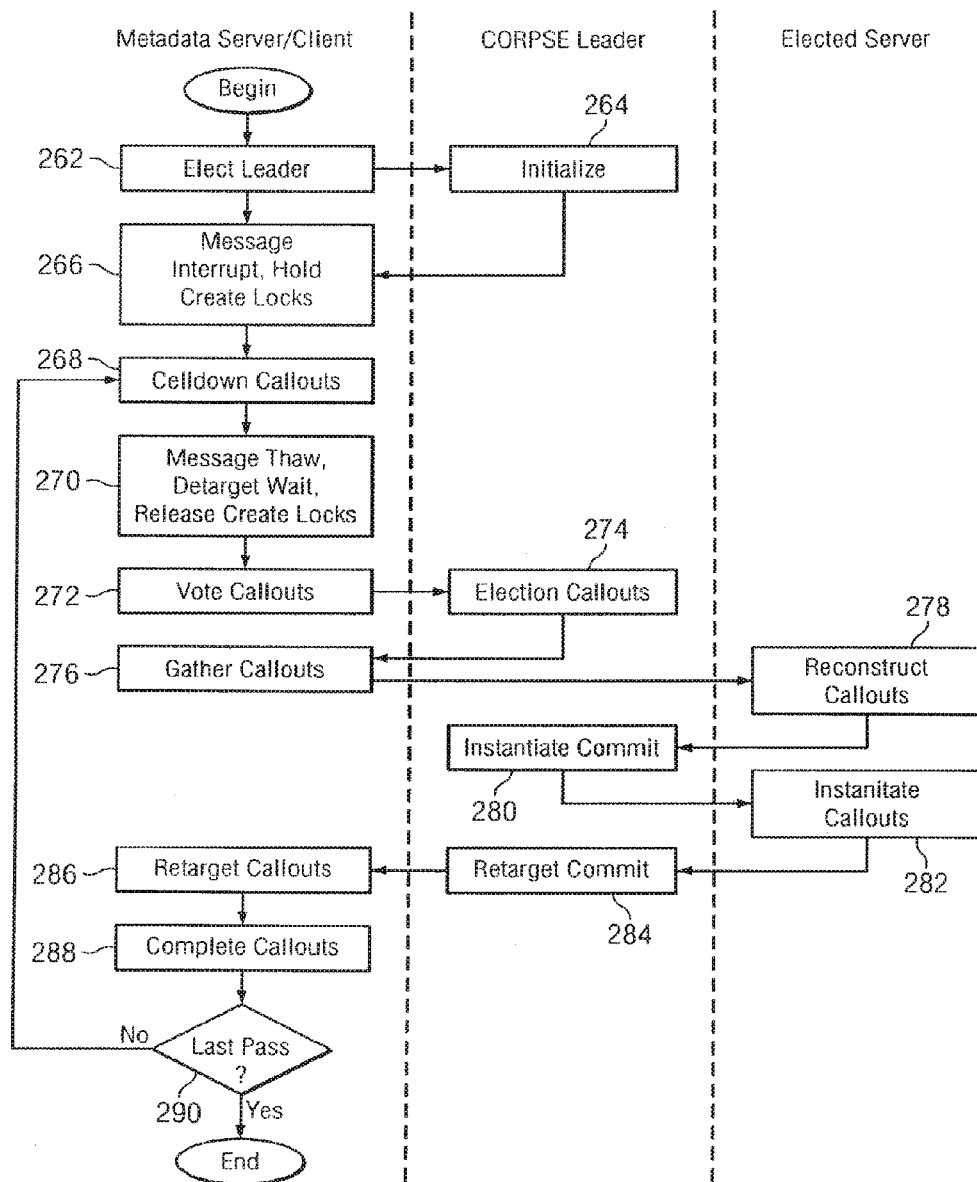 Metadata Server/Client
CORPSE Leader
Elected Server
Begin
264
262
Elect Leader
Initialize
266
Message
Interrupt, Hold
Create Locks
268
Celldown Callouts
270
Message Thaw,
Detarget Wait,
Release Create Locks
274
272
Vote Callouts
Election Callouts
278
276
Gather Callouts
Reconstruct
Callouts
Instantiate Commit
280
Instanitate
Callouts
282
286
Retarget Callouts
Retarget Commit
284
288
Complete Callouts
No
Last Pass
?
290
Yes
End